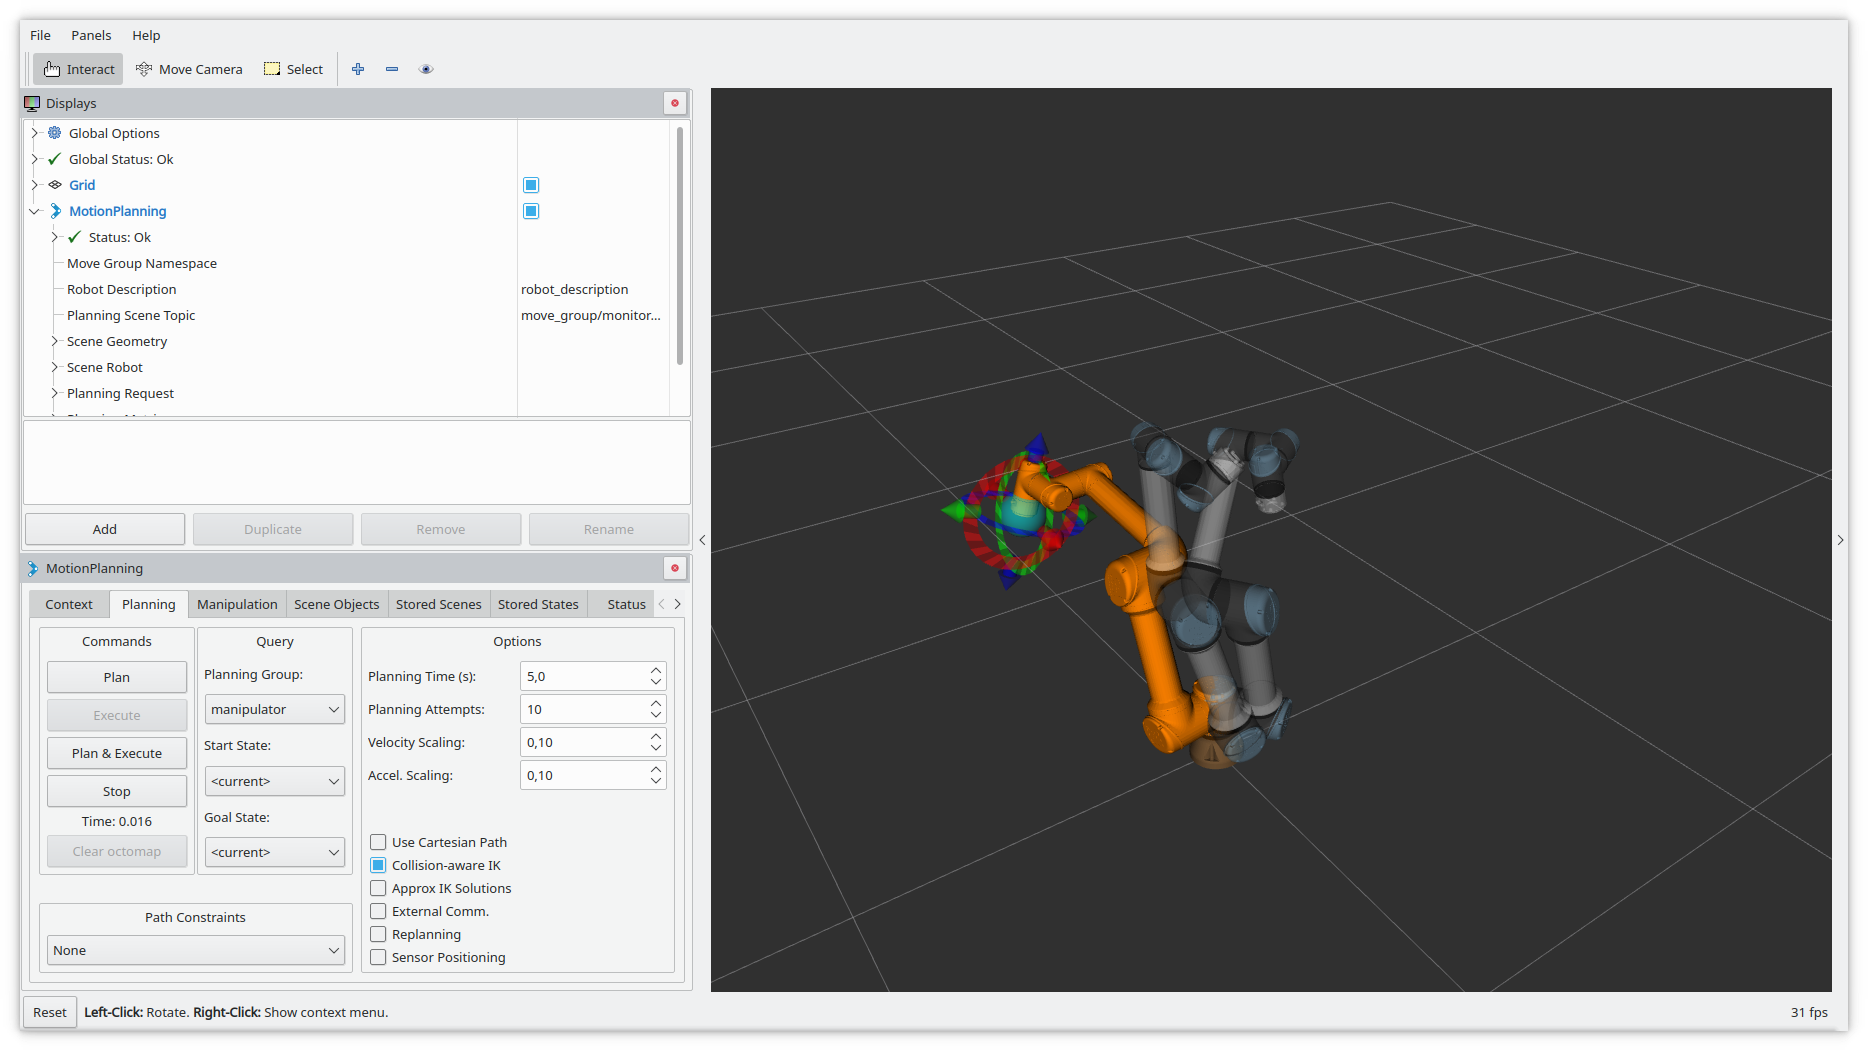 File Panels Help
Interact Move Camera Select
Displays
Global Options
Global Status: Ok
Grid
MotionPlanning
Status: Ok
Move Group Namespace
Robot Description robot_description
Planning Scene Topic move_group/monitor...
Scene Geometry
Scene Robot
Planning Request
Add Duplicate Remove Rename
MotionPlanning
Context Planning Manipulation Scene Objects Stored Scenes Stored States Status
Commands
Plan
Execute
Plan & Execute
Stop
Time: 0.016
Clear octomap
Query
Planning Group:
manipulator
Start State:
<current>
Goal State:
<current>
Path Constraints
None
Options
Planning Time (s): 5,0
Planning Attempts: 10
Velocity Scaling: 0,10
Accel. Scaling: 0,10
Use Cartesian Path
Collision-aware IK
Approx IK Solutions
External Comm.
Replanning
Sensor Positioning
Reset Left-Click: Rotate. Right-Click: Show context menu. 31 fps